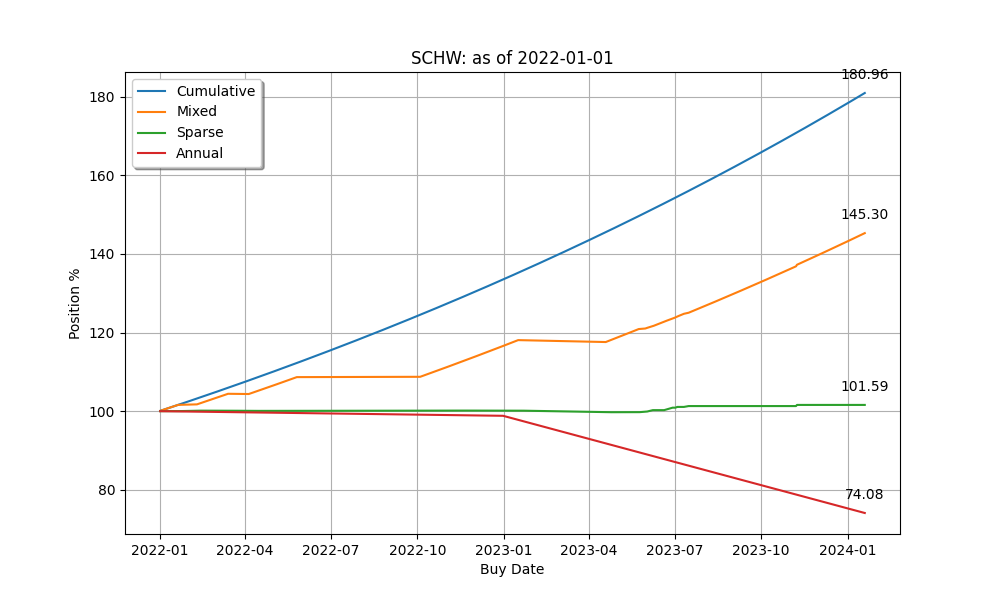 SCHW: as of 2022-01-01
180.96
180
Cumulative
Mixed
Sparse
Annual
160
145.30
140
Position %
120
101.59
100
74.08
80
2022-01 2022-04 2022-07 2022-10 2023-01 2023-04 2023-07 2023-10 2024-01
Buy Date